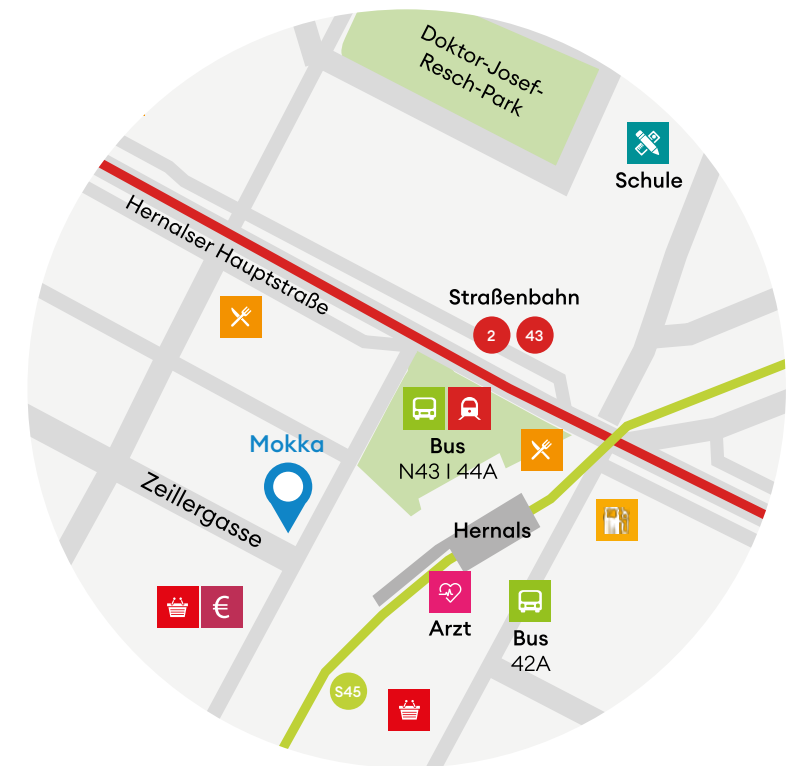 Doktor-Josef-
Resch-Park
Schule
Hernalser Hauptstraße
Straßenbahn
2
43
Bus
N43 | 44A
Mokka
Zeillergasse
Hernals
€
Arzt
Bus
42A
S45